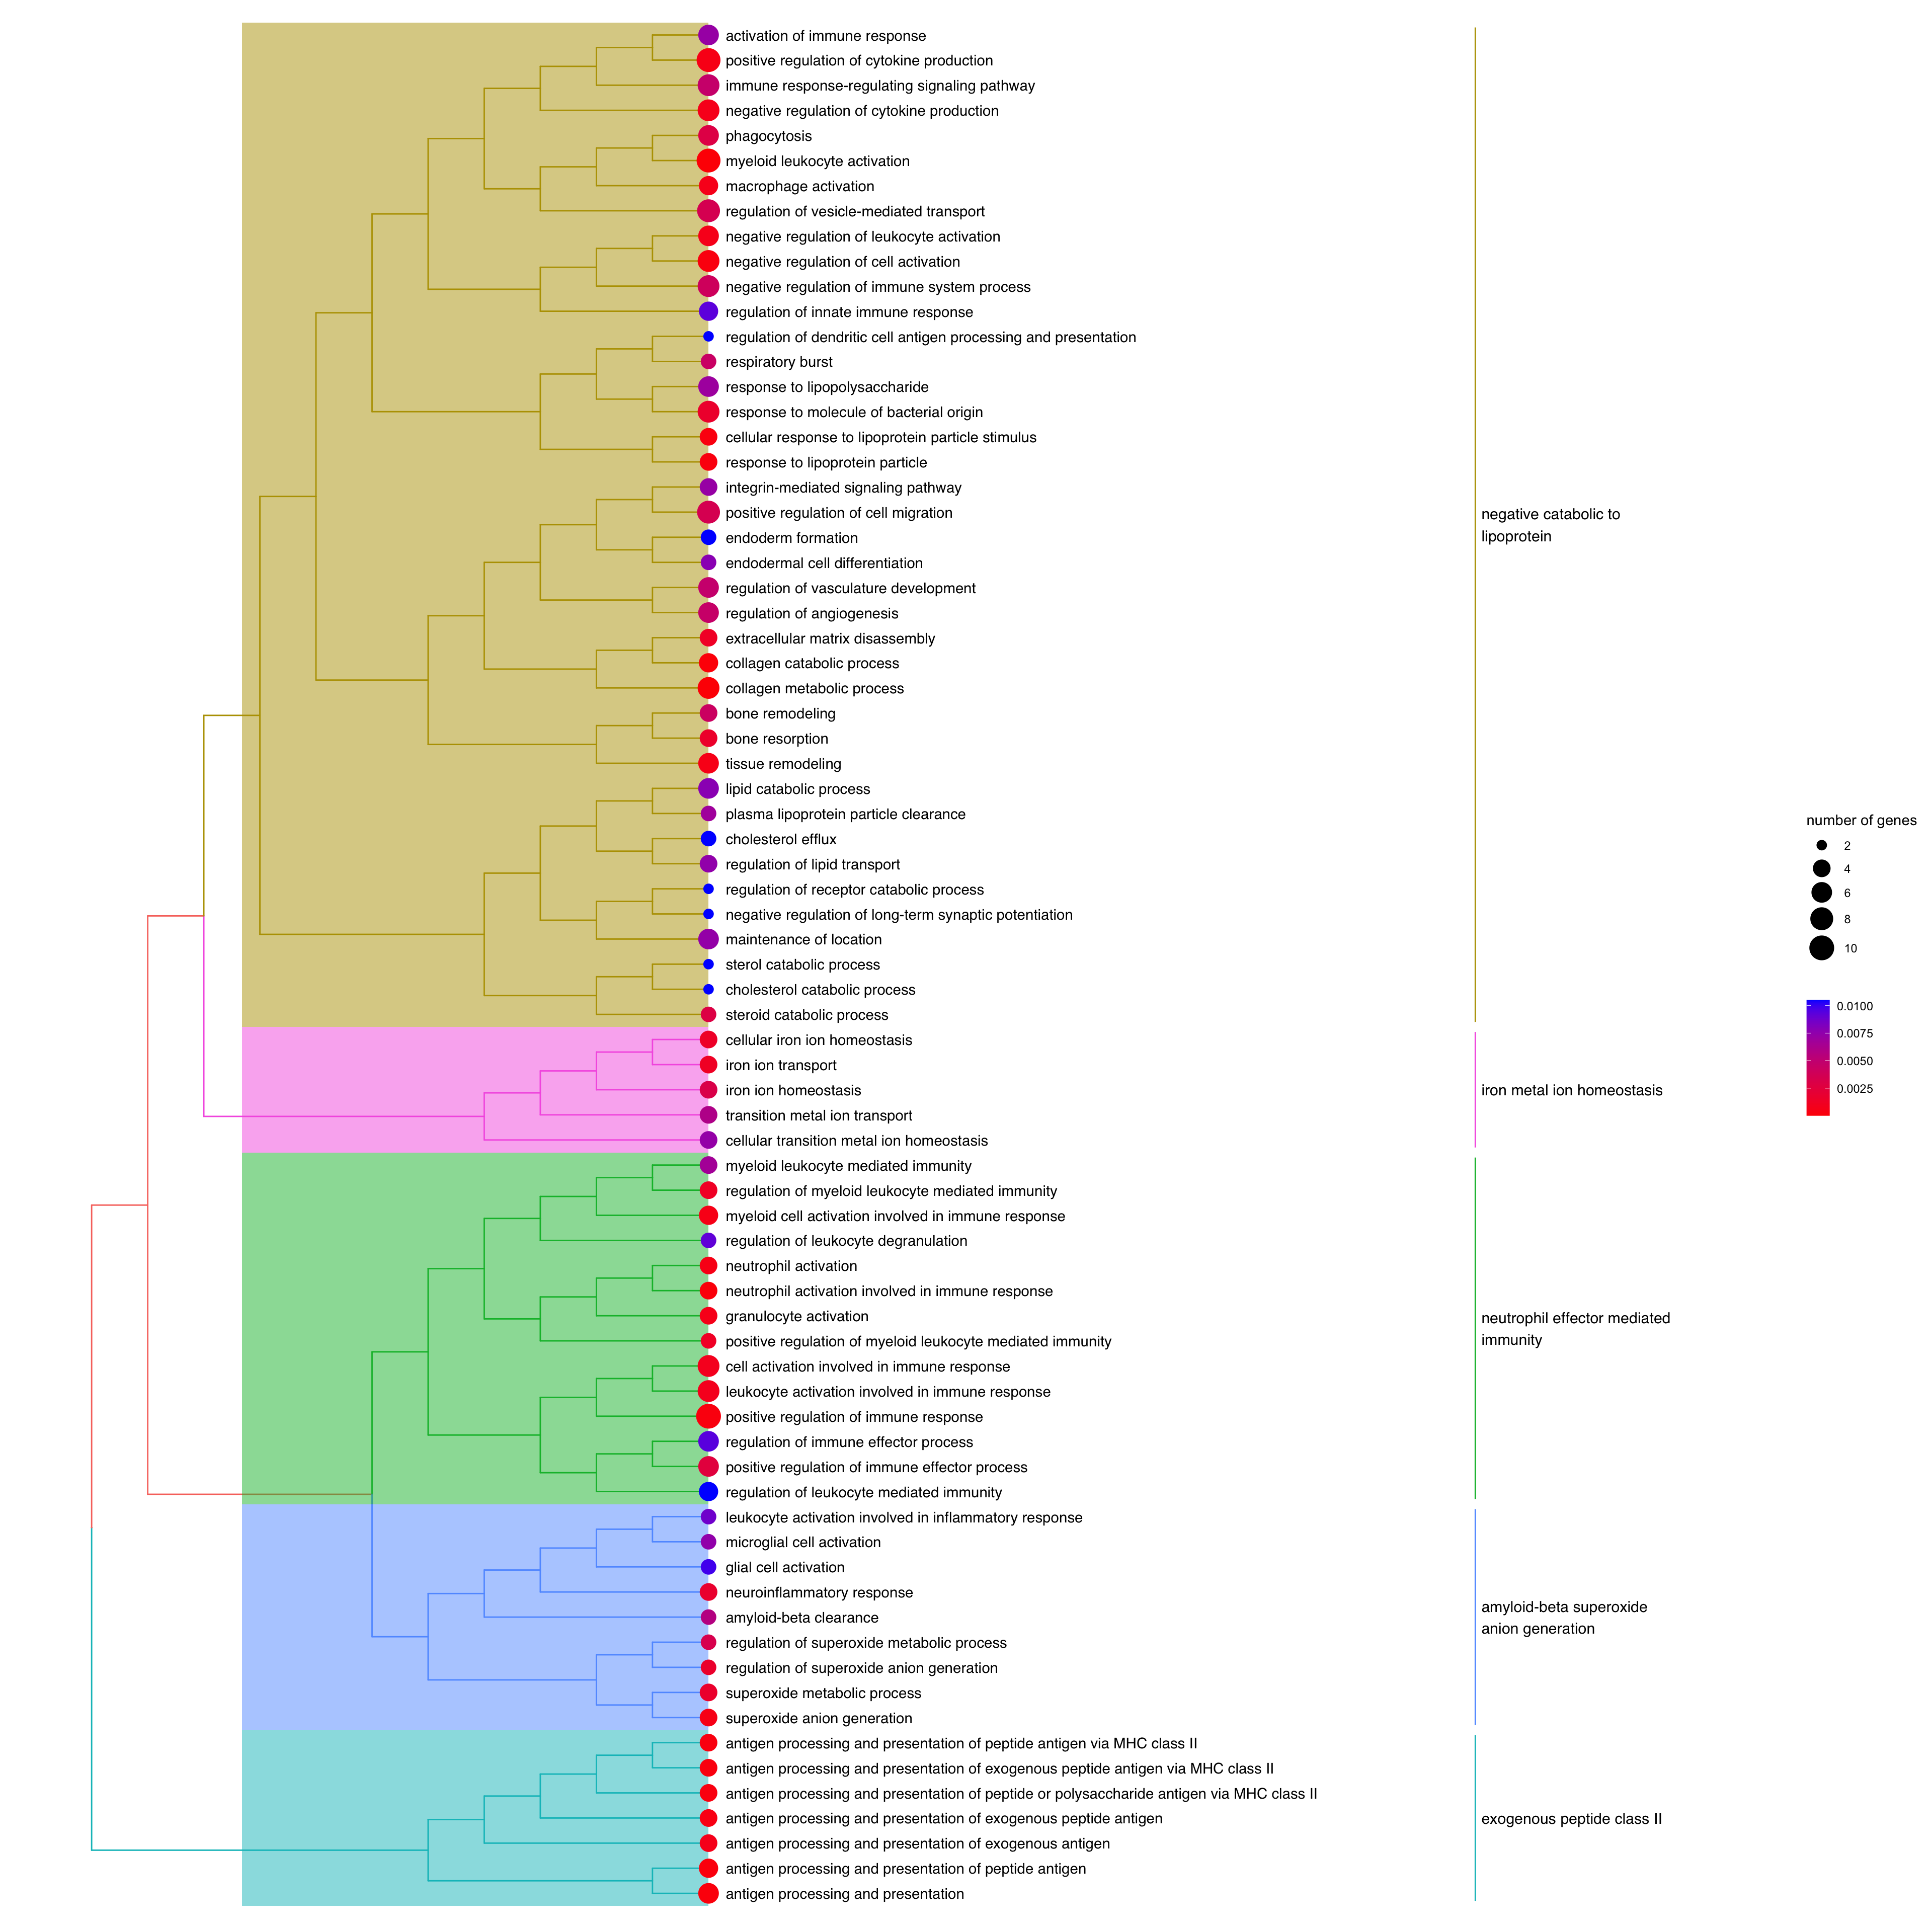 activation of immune response
positive regulation of cytokine production
immune response-regulating signaling pathway
negative regulation of cytokine production
phagocytosis
myeloid leukocyte activation
macrophage activation
regulation of vesicle-mediated transport
negative regulation of leukocyte activation
negative regulation of cell activation
negative regulation of immune system process
regulation of innate immune response
regulation of dendritic cell antigen processing and presentation
respiratory burst
response to lipopolysaccharide
response to molecule of bacterial origin
cellular response to lipoprotein particle stimulus
response to lipoprotein particle
integrin-mediated signaling pathway
positive regulation of cell migration
endoderm formation
endodermal cell differentiation
regulation of vasculature development
regulation of angiogenesis
extracellular matrix disassembly
collagen catabolic process
collagen metabolic process
bone remodeling
bone resorption
tissue remodeling
lipid catabolic process
plasma lipoprotein particle clearance
cholesterol efflux
regulation of lipid transport
regulation of receptor catabolic process
negative regulation of long-term synaptic potentiation
maintenance of location
sterol catabolic process
cholesterol catabolic process
steroid catabolic process
cellular iron ion homeostasis
iron ion transport
iron ion homeostasis
transition metal ion transport
cellular transition metal ion homeostasis
myeloid leukocyte mediated immunity
regulation of myeloid leukocyte mediated immunity
myeloid cell activation involved in immune response
regulation of leukocyte degranulation
neutrophil activation
neutrophil activation involved in immune response
granulocyte activation
positive regulation of myeloid leukocyte mediated immunity
cell activation involved in immune response
leukocyte activation involved in immune response
positive regulation of immune response
regulation of immune effector process
positive regulation of immune effector process
regulation of leukocyte mediated immunity
leukocyte activation involved in inflammatory response
microglial cell activation
glial cell activation
neuroinflammatory response
amyloid-beta clearance
regulation of superoxide metabolic process
regulation of superoxide anion generation
superoxide metabolic process
superoxide anion generation
antigen processing and presentation of peptide antigen via MHC class II
antigen processing and presentation of exogenous peptide antigen via MHC class II
antigen processing and presentation of peptide or polysaccharide antigen via MHC class II
antigen processing and presentation of exogenous peptide antigen
antigen processing and presentation of exogenous antigen
antigen processing and presentation of peptide antigen
antigen processing and presentation
negative catabolic to
lipoprotein
iron metal ion homeostasis
neutrophil effector mediated
immunity
amyloid-beta superoxide
anion generation
exogenous peptide class II
number of genes
2
4
6
8
10
0.0100
0.0075
0.0050
0.0025